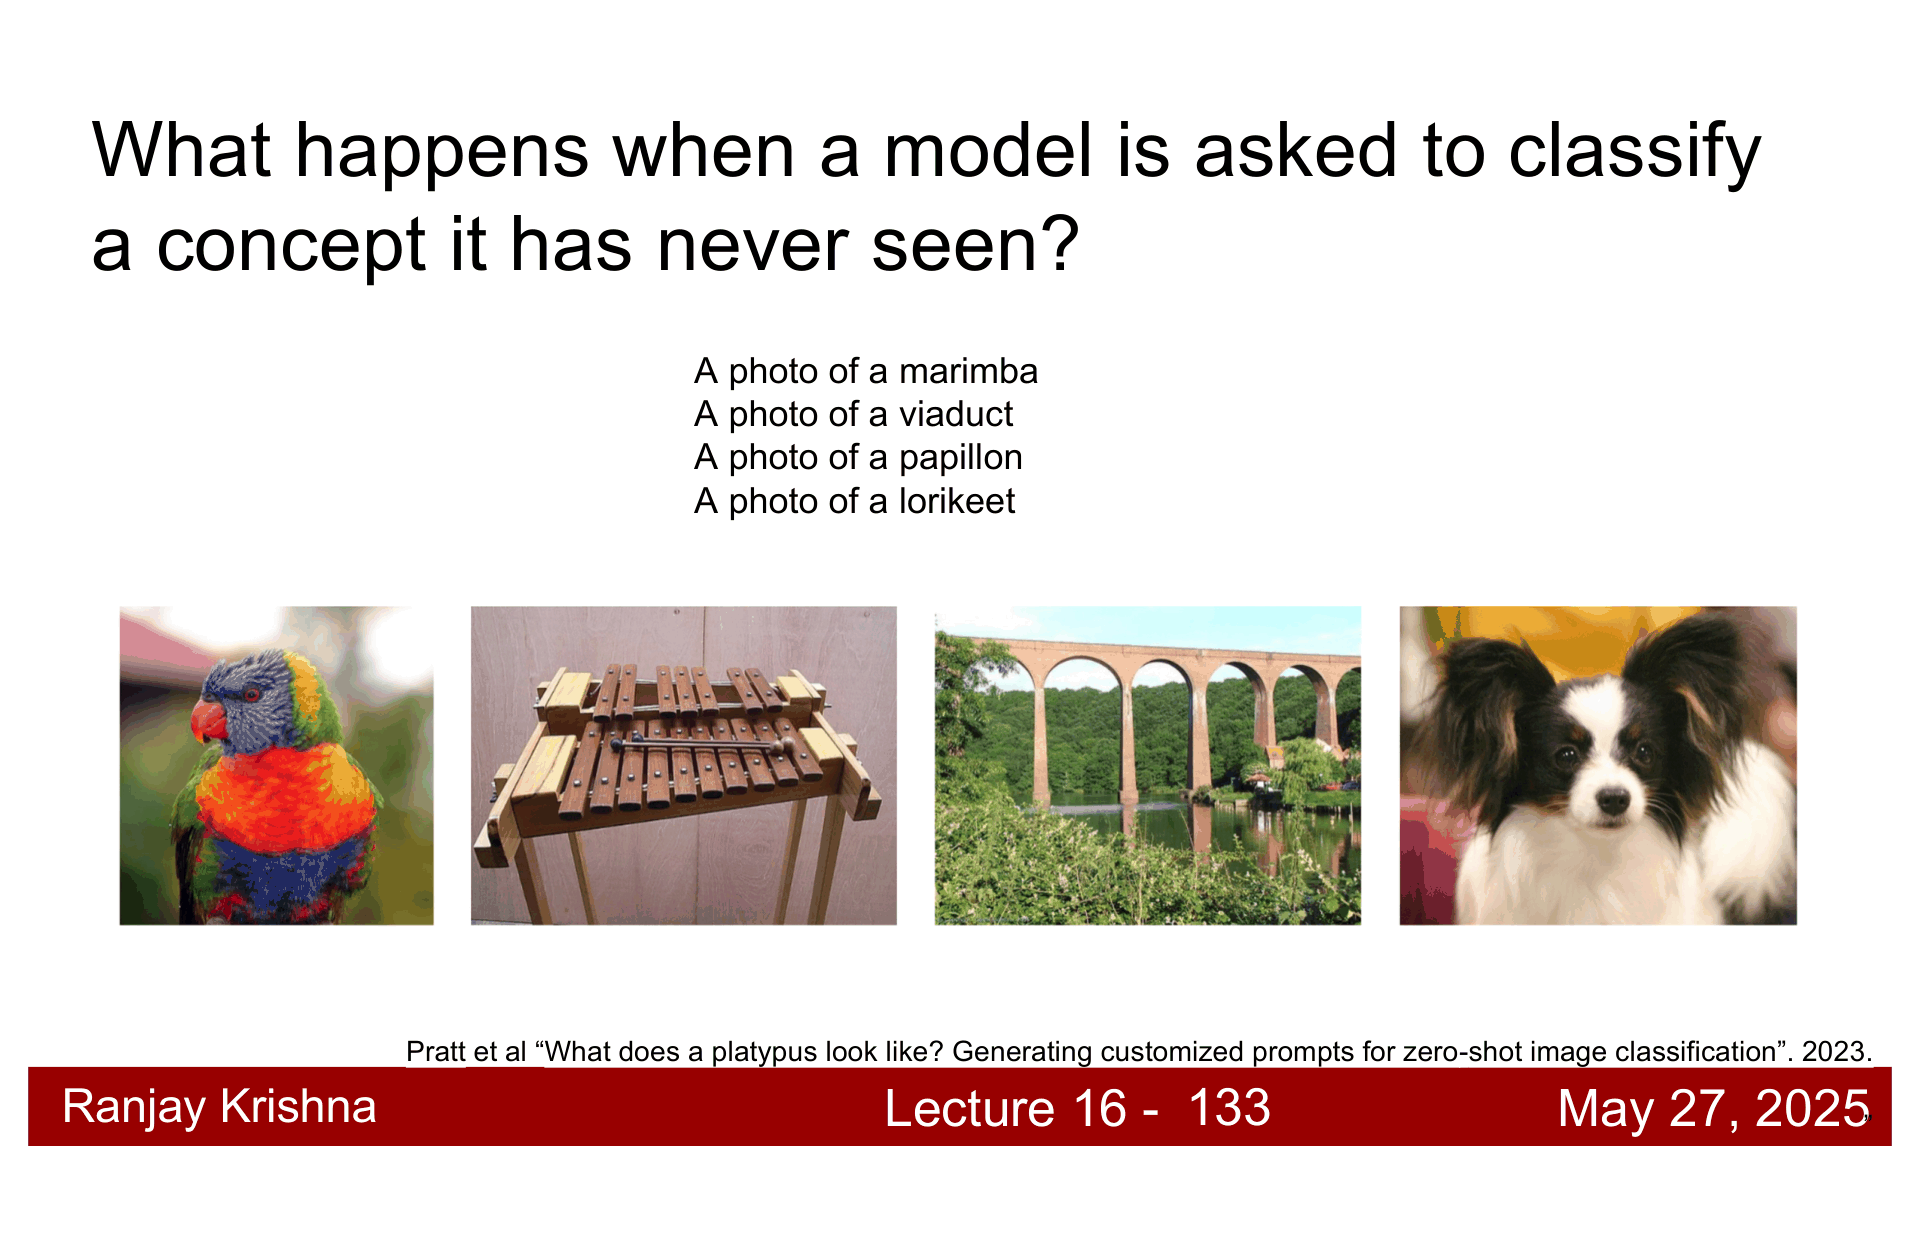 What happens when a model is asked to classify
a concept it has never seen?
A photo of a marimba
A photo of a viaduct
A photo of a papillon
A photo of a lorikeet
Pratt et al “What does a platypus look like? Generating customized prompts for zero-shot image classification”. 2023.
Ranjay Krishna
Lecture 16 - 133
May 27, 2025